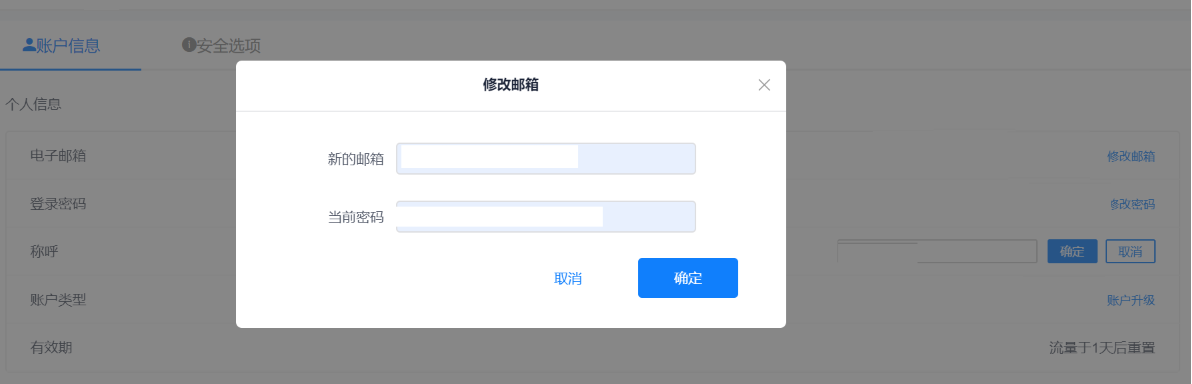 账户信息
安全选项
修改邮箱
个人信息
新的邮箱
电子邮箱
修改邮箱
登录密码
修改密码
当前密码
称呼
确定
取消
取消
确定
账户类型
账户升级
有效期
流量于1天后重置